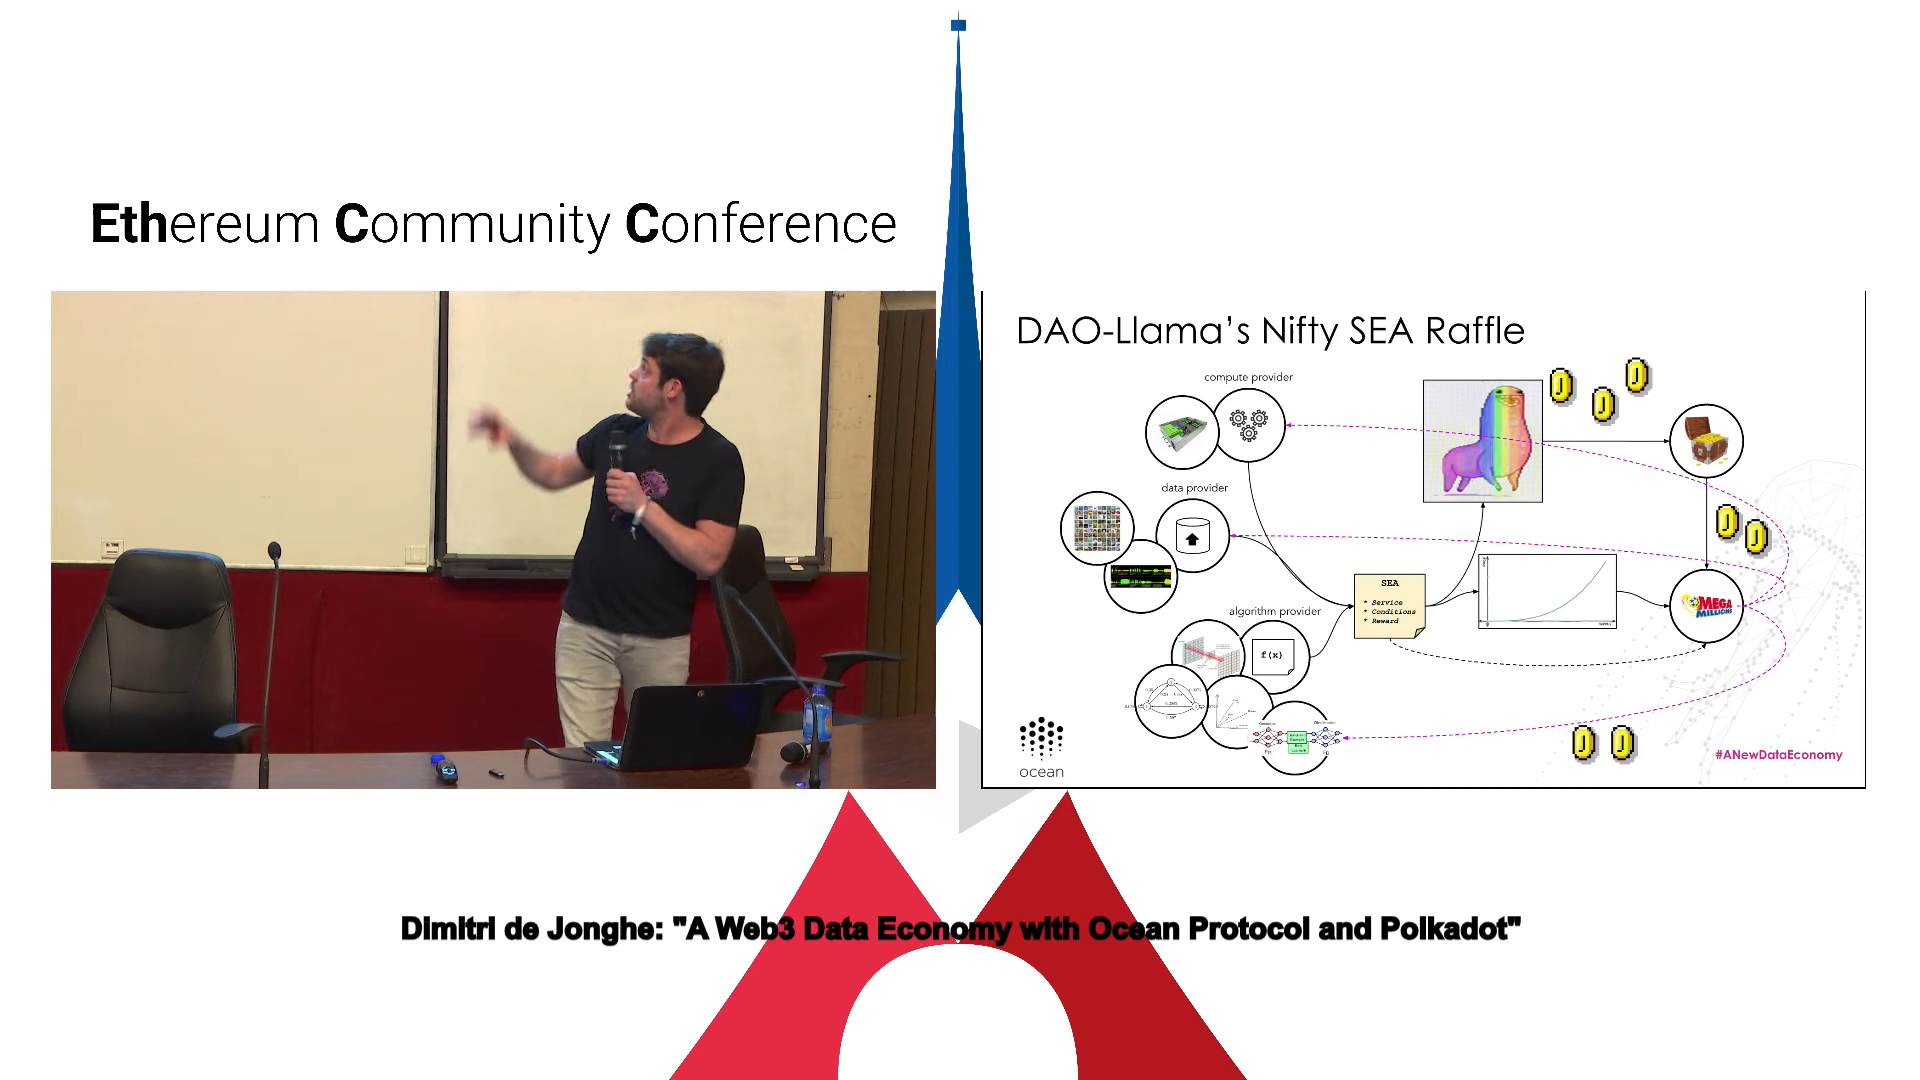 Ethereum Community Conference
DAO-Llama's Nifty SEA Raffle
compute provider
data provider
algorithm provider
f(x)
SEA
* Service
* Conditions
* Reward
MEGA
MILLIONS
ocean
#ANewDataEconomy
Dimitri de Jonghe: "A Web3 Data Economy with Ocean Protocol and Polkadot"